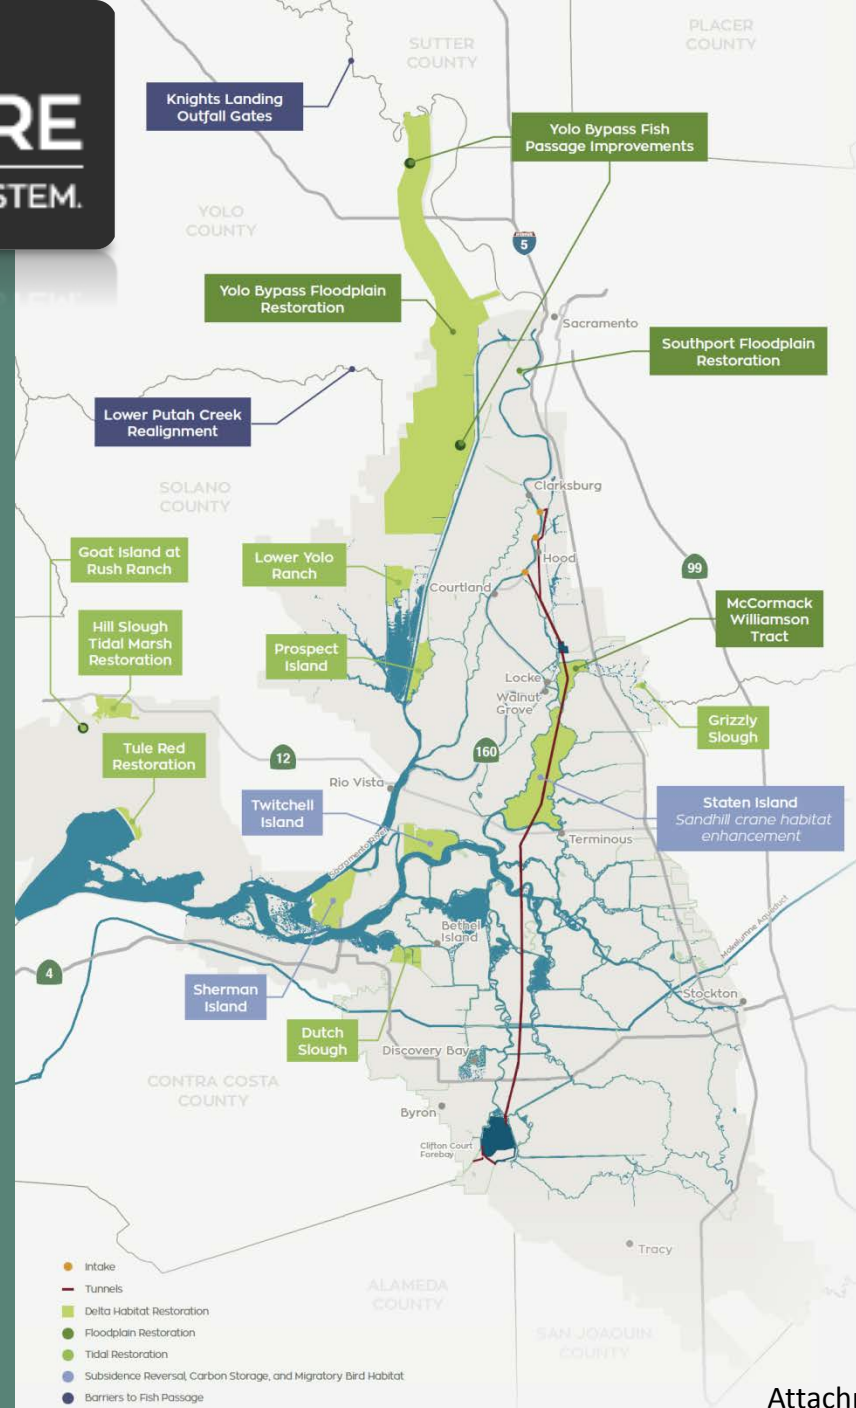 RE
STEM.
SUTTER
COUNTY
PLACER
COUNTY
Knights Landing
Outfall Gates
Yolo Bypass Fish
Passage Improvements
YOLO
COUNTY
5
Yolo Bypass Floodplain
Restoration
Sacramento
Southport Floodplain
Restoration
Lower Putah Creek
Realignment
SOLANO
COUNTY
Clarksburg
Goat Island at
Rush Ranch
Lower Yolo
Ranch
Hood
99
Courtland
McCormack
Williamson
Tract
Hill Slough
Tidal Marsh
Restoration
Prospect
Island
Locke
Walnut
Grove
Grizzly
Slough
Tule Red
Restoration
12
160
Rio Vista
Twitchell
Island
Staten Island
Sandhill crane habitat
enhancement
Sacramento River
Terminous
Bethel
Island
Mokelumne Aqueduct
4
Sherman
Island
Stockton
Dutch
Slough
Discovery Bay
CONTRA COSTA
COUNTY
Byron
Clifton Court
Forebay
Tracy
Intake
Tunnels
Delta Habitat Restoration
Floodplain Restoration
Tidal Restoration
Subsidence Reversal, Carbon Storage, and Migratory Bird Habitat
Barriers to Fish Passage
ALAMEDA
COUNTY
SAN JOAQUIN
COUNTY
Attachr